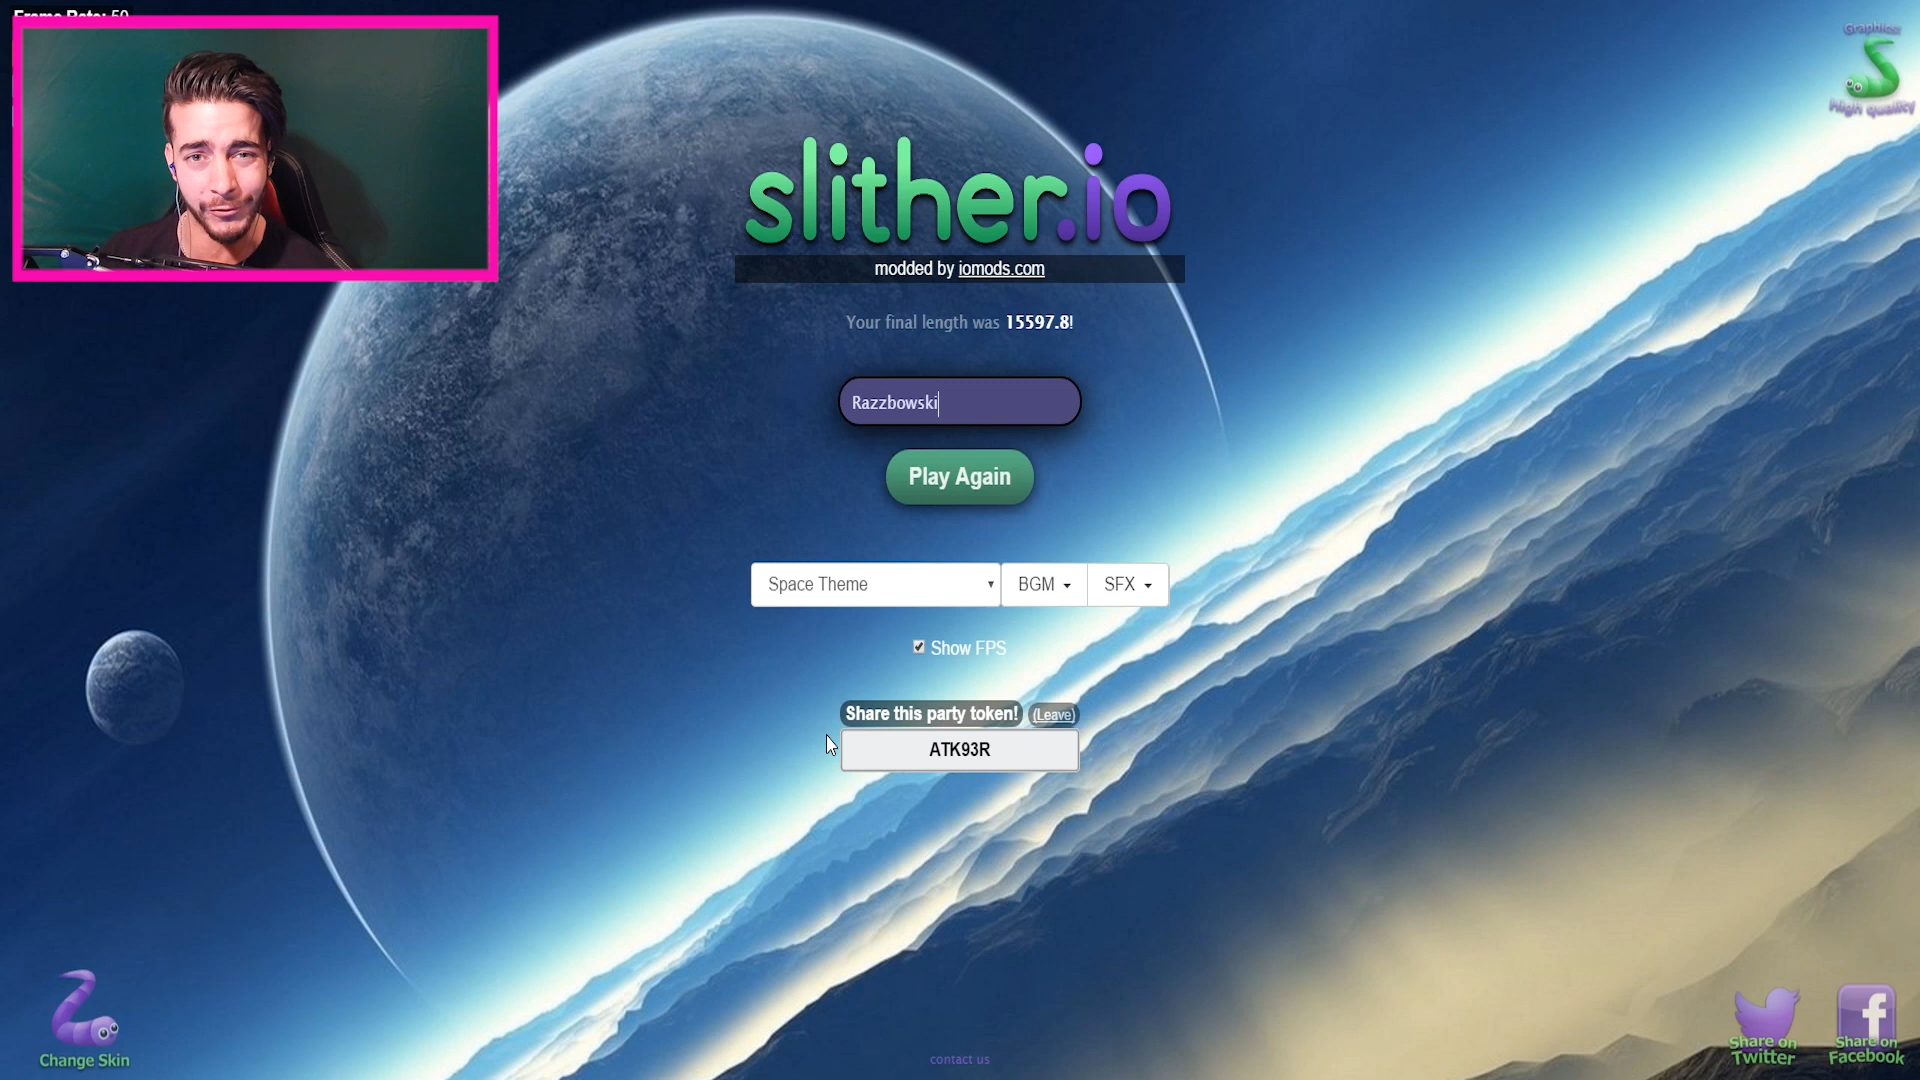 Frame Rate: 50
Graphics:
High quality
slither.io
modded by iomods.com
Your final length was 15597.8!
Razzbowski
Play Again
Space Theme
BGM
SFX
Show FPS
Share this party token! (Leave)
ATK93R
Change Skin
contact us
Share on
Twitter
Share on
Facebook